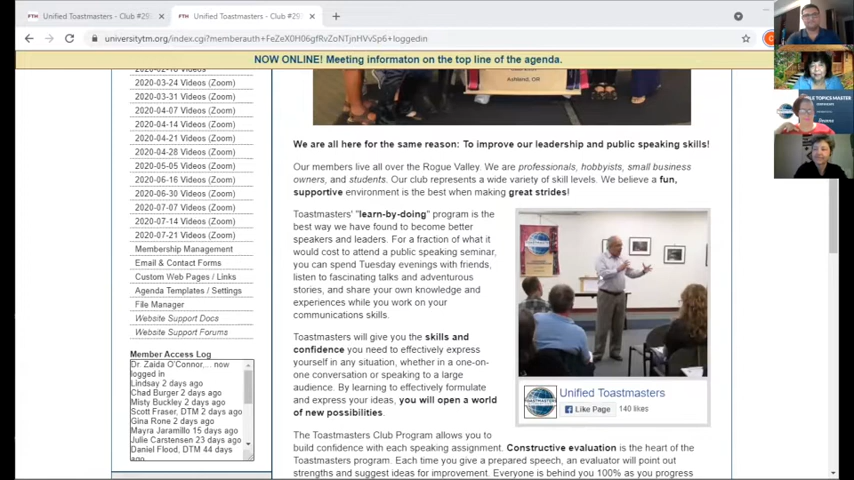 Unified Toastmasters - Club #29
Unified Toastmasters - Club #29
universitytm.org/index.cgi?memberauth+FeZeX0H06gfRvZoNTjnHVvSp6+loggedin
NOW ONLINE! Meeting informaton on the top line of the agenda.
Videos
2020-03-24 Videos (Zoom)
2020-03-31 Videos (Zoom)
2020-04-07 Videos (Zoom)
2020-04-14 Videos (Zoom)
2020-04-21 Videos (Zoom)
2020-04-28 Videos (Zoom)
2020-05-05 Videos (Zoom)
2020-06-16 Videos (Zoom)
2020-06-30 Videos (Zoom)
2020-07-07 Videos (Zoom)
2020-07-14 Videos (Zoom)
2020-07-21 Videos (Zoom)
Membership Management
Email & Contact Forms
Custom Web Pages / Links
Agenda Templates / Settings
File Manager
Website Support Docs
Website Support Forums
Member Access Log
Dr. Zaida O'Connor,... now
logged in
Lindsay 2 days ago
Chad Burger 2 days ago
Misty Buckley 2 days ago
Scott Fraser, DTM 2 days ago
Gina Rone 2 days ago
Mayra Jaramillo 15 days ago
Julie Carstensen 23 days ago
Daniel Flood, DTM 44 days
ago
Ashland, OR
We are all here for the same reason: To improve our leadership and public speaking skills!
Our members live all over the Rogue Valley. We are professionals, hobbyists, small business
owners, and students. Our club represents a wide variety of skill levels. We believe a fun,
supportive environment is the best when making great strides!
Toastmasters' "learn-by-doing" program is the
best way we have found to become better
speakers and leaders. For a fraction of what it
would cost to attend a public speaking seminar,
you can spend Tuesday evenings with friends,
listen to fascinating talks and adventurous
stories, and share your own knowledge and
experiences while you work on your
communications skills.
Toastmasters will give you the skills and
confidence you need to effectively express
yourself in any situation, whether in a one-on-
one conversation or speaking to a large
audience. By learning to effectively formulate
and express your ideas, you will open a world
of new possibilities.
Unified Toastmasters
Like Page
140 likes
The Toastmasters Club Program allows you to
build confidence with each speaking assignment. Constructive evaluation is the heart of the
Toastmasters program. Each time you give a prepared speech, an evaluator will point out
strengths and suggest ideas for improvement. Everyone is behind you 100% as you progress
TOPICS MASTER